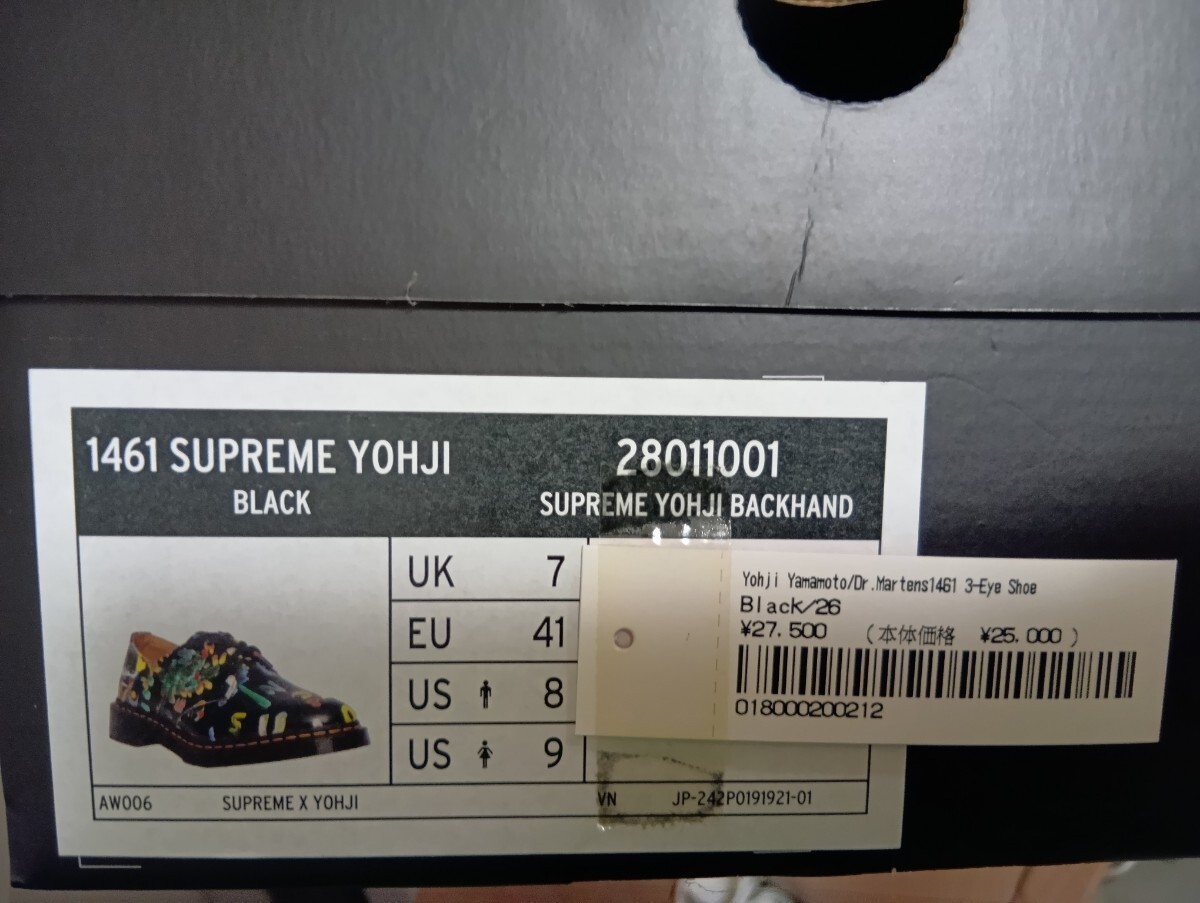 1461 SUPREME YOHJI
BLACK
28011001
SUPREME YOHJI BACKHAND
UK 7
EU 41
US 8
US 9
Yohji Yamamoto/Dr.Martens1461 3-Eye Shoe
Black/26
¥27.500 (本体価格 ¥25.000 )
018000200212
AW006 SUPREME X YOHJI VN JP-242P0191921-01